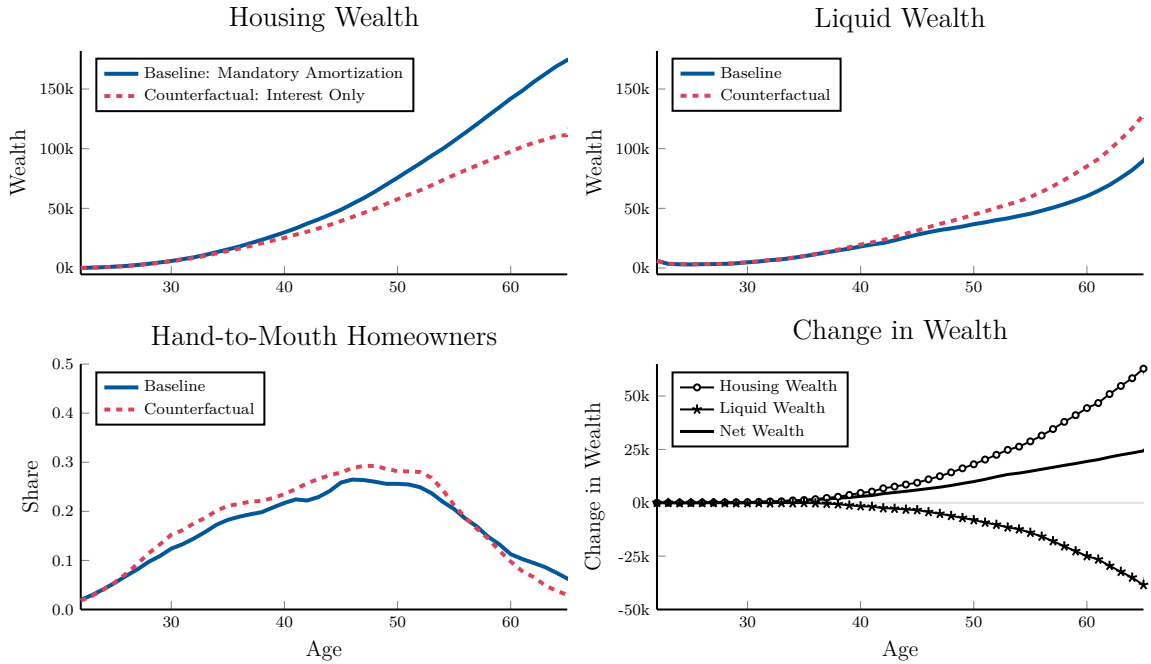 Housing Wealth
Baseline: Mandatory Amortization
Counterfactual: Interest Only
150k
100k
50k
0k
Wealth
30 40 50 60
Liquid Wealth
Baseline
Counterfactual
150k
100k
50k
0k
Wealth
30 40 50 60
Hand-to-Mouth Homeowners
Baseline
Counterfactual
0.5
0.4
0.3
0.2
0.1
0.0
Share
30 40 50 60
Age
Change in Wealth
Housing Wealth
Liquid Wealth
Net Wealth
50k
25k
0k
-25k
-50k
Change in Wealth
30 40 50 60
Age